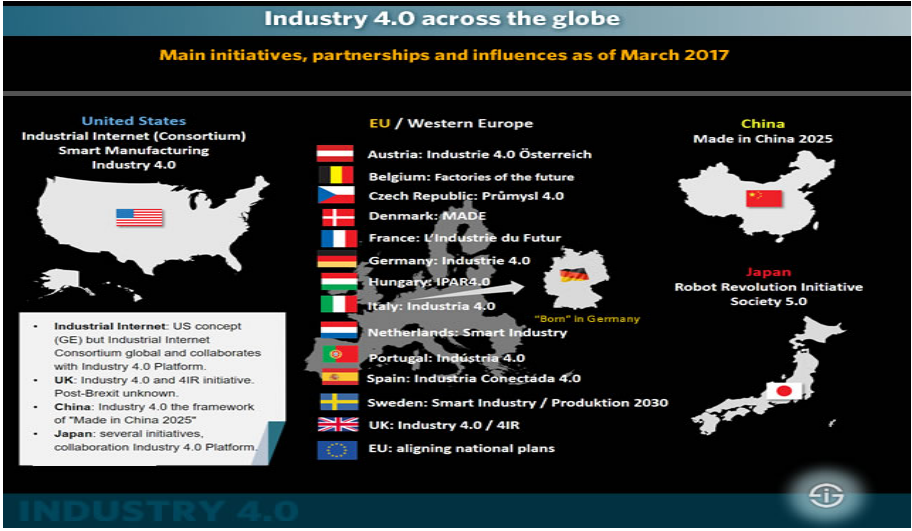 Industry 4.0 across the globe
Main initiatives, partnerships and influences as of March 2017
United States
Industrial Internet (Consortium)
Smart Manufacturing
Industry 4.0
• Industrial Internet: US concept
(GE) but Industrial Internet
Consortium global and collaborates
with Industry 4.0 Platform.
• UK: Industry 4.0 and 4IR initiative.
Post-Brexit unknown.
• China: Industry 4.0 the framework
of "Made in China 2025"
• Japan: several initiatives,
collaboration Industry 4.0 Platform.
EU / Western Europe
Austria: Industrie 4.0 Österreich
Belgium: Factories of the future
Czech Republic: Průmysl 4.0
Denmark: MADE
France: L'Industrie du Futur
Germany: Industrie 4.0
Hungary: IPAR4.0
Italy: Industria 4.0
Netherlands: Smart Industry
Portugal: Indústria 4.0
Spain: Industria Conectada 4.0
Sweden: Smart Industry / Produktion 2030
UK: Industry 4.0 / 4IR
EU: aligning national plans
"Born" in Germany
China
Made in China 2025
Japan
Robot Revolution Initiative
Society 5.0
INDUSTRY 4.0